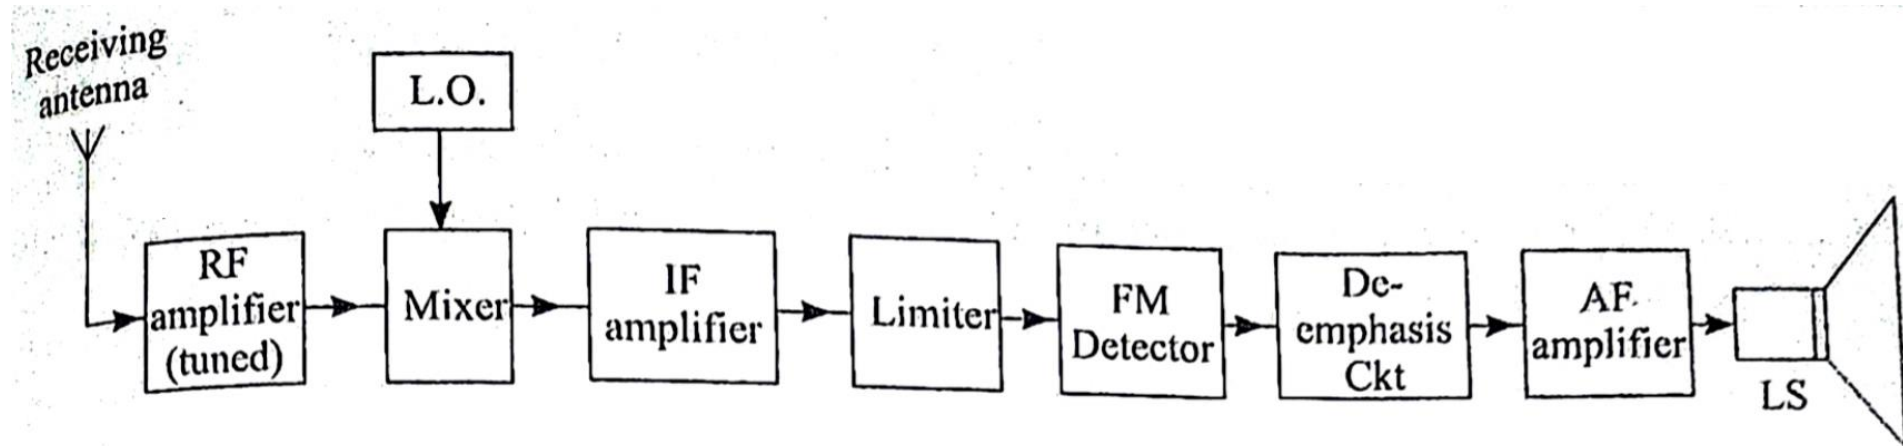 Receiving
antenna
L.O.
RF
amplifier
(tuned)
Mixer
IF
amplifier
Limiter
FM
Detector
De-
emphasis
Ckt
AF
amplifier
LS